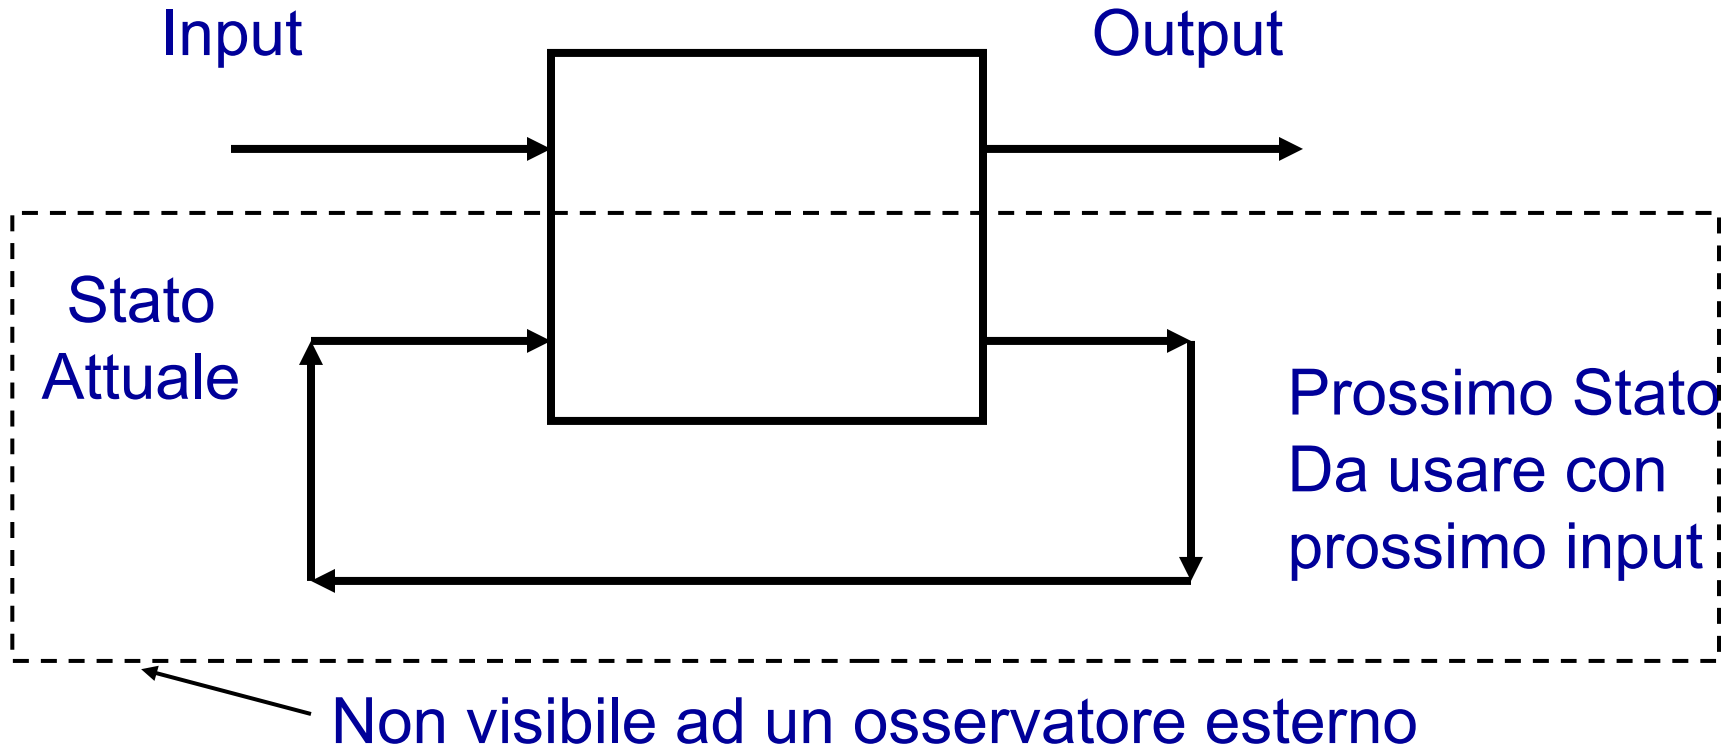 Input
Output
Stato
Attuale
Prossimo Stato
Da usare con
prossimo input
Non visibile ad un osservatore esterno